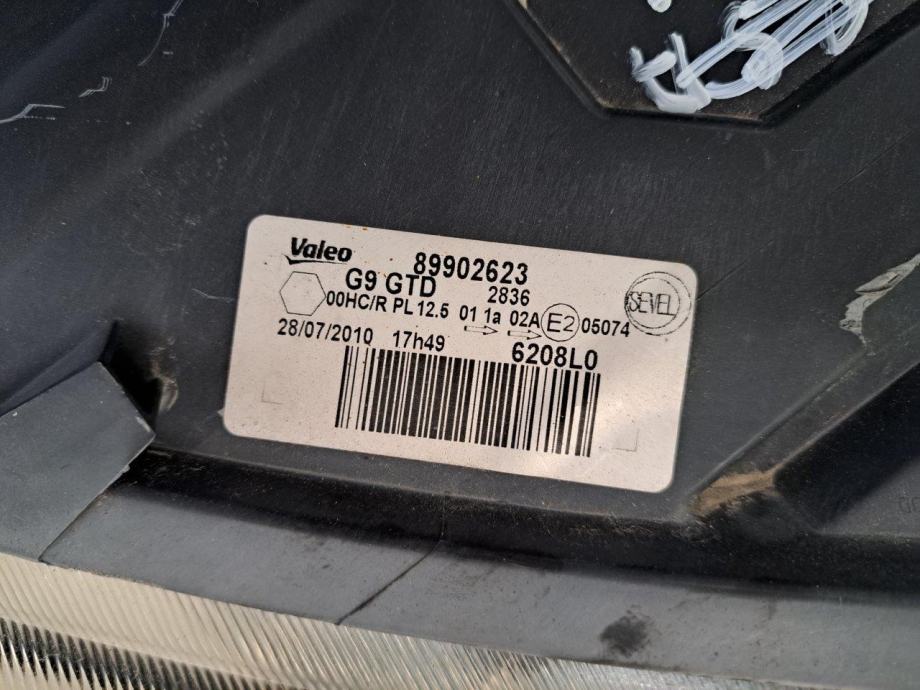 Valeo 89902623
G9 GTD 2836
00HC/R PL 12.5 01 1a 02A E2 05074
SEVEL
28/07/2010 17h49 6208L0